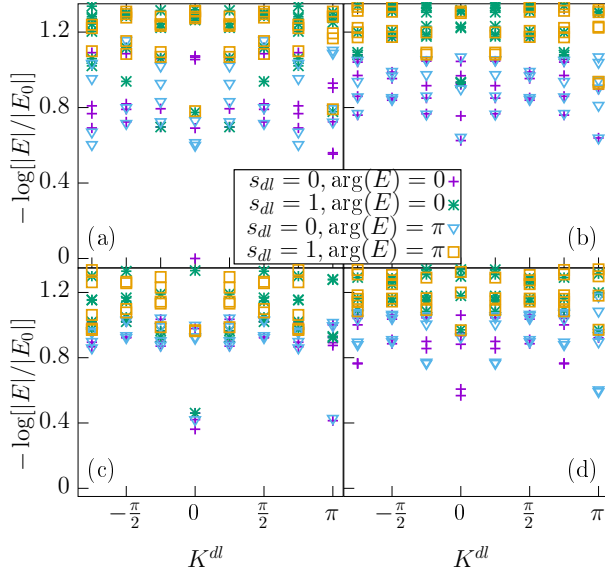 1.2
0.8
0.4
0
− log[|E|/|E₀|]
(a)
(b)
s_{dl} = 0, arg(E) = 0
s_{dl} = 1, arg(E) = 0
s_{dl} = 0, arg(E) = π
s_{dl} = 1, arg(E) = π
1.2
0.8
0.4
0
− log[|E|/|E₀|]
(c)
(d)
−π/2
0
π/2
π
−π/2
0
π/2
π
K^{dl}
K^{dl}